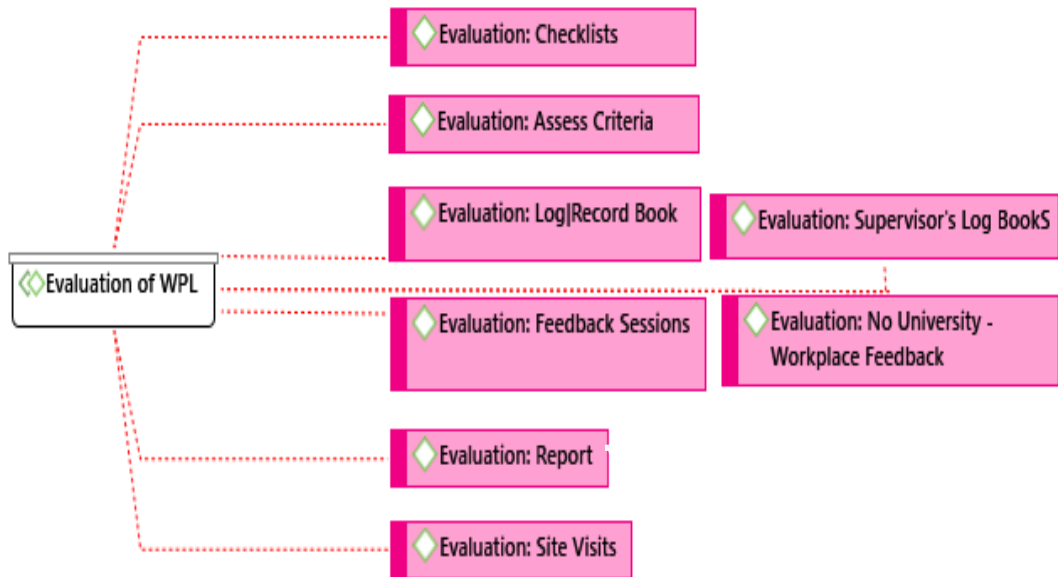 Evaluation: Checklists
Evaluation: Assess Criteria
Evaluation: Log|Record Book
Evaluation: Supervisor's Log BookS
Evaluation of WPL
Evaluation: Feedback Sessions
Evaluation: No University -
Workplace Feedback
Evaluation: Report
Evaluation: Site Visits